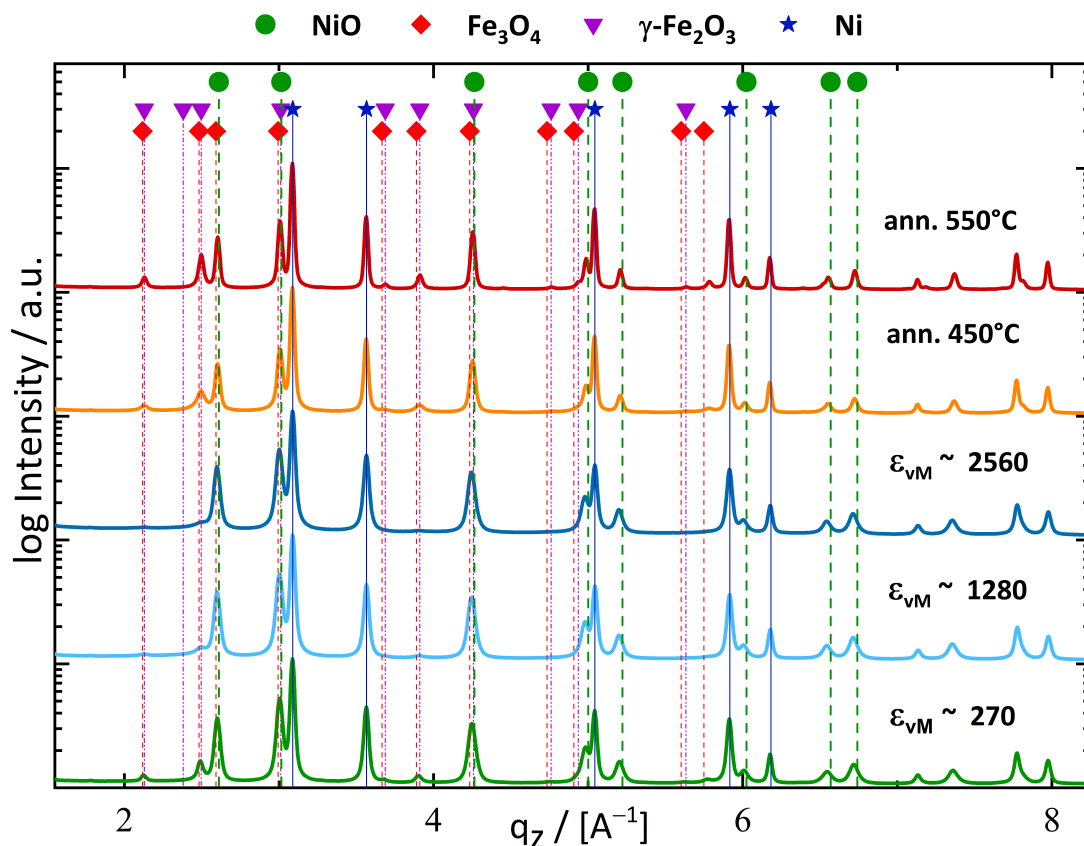 NiO Fe₃O₄ γ-Fe₂O₃ Ni
ann. 550°C
ann. 450°C
εvM ~ 2560
εvM ~ 1280
εvM ~ 270
log Intensity / a.u.
2 4 6 8
qz / [A⁻¹]